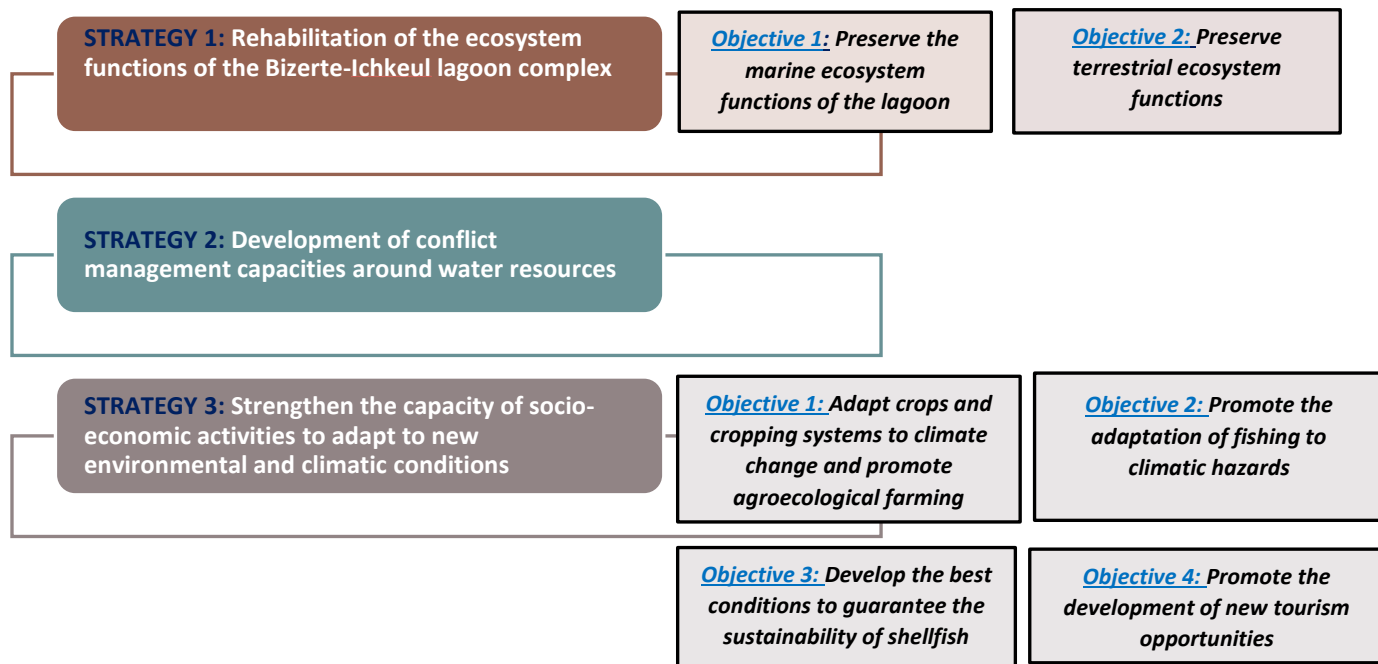 STRATEGY 1: Rehabilitation of the ecosystem
functions of the Bizerte-Ichkeul lagoon complex
Objective 1: Preserve the
marine ecosystem
functions of the lagoon
Objective 2: Preserve
terrestrial ecosystem
functions
STRATEGY 2: Development of conflict
management capacities around water resources
STRATEGY 3: Strengthen the capacity of socio-
economic activities to adapt to new
environmental and climatic conditions
Objective 1: Adapt crops and
cropping systems to climate
change and promote
agroecological farming
Objective 2: Promote the
adaptation of fishing to
climatic hazards
Objective 3: Develop the best
conditions to guarantee the
sustainability of shellfish
Objective 4: Promote the
development of new tourism
opportunities